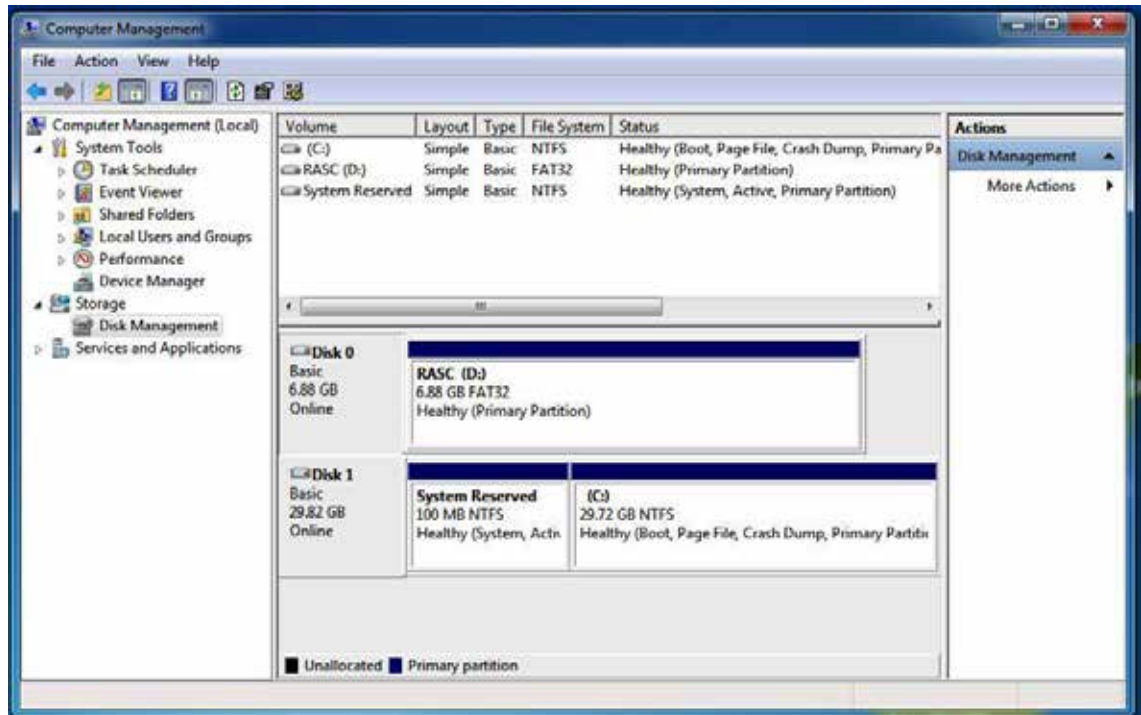 Computer Management
File Action View Help
Computer Management (Local)
System Tools
Task Scheduler
Event Viewer
Shared Folders
Local Users and Groups
Performance
Device Manager
Storage
Disk Management
Services and Applications
Volume Layout Type File System Status
(C:) Simple Basic NTFS Healthy (Boot, Page File, Crash Dump, Primary Pa
RASC (D:) Simple Basic FAT32 Healthy (Primary Partition)
System Reserved Simple Basic NTFS Healthy (System, Active, Primary Partition)
Disk 0
Basic
6.88 GB
Online
RASC (D:)
6.88 GB FAT32
Healthy (Primary Partition)
Disk 1
Basic
29.82 GB
Online
System Reserved
100 MB NTFS
Healthy (System, Activ
(C:)
29.72 GB NTFS
Healthy (Boot, Page File, Crash Dump, Primary Partitio
Unallocated Primary partition
Actions
Disk Management
More Actions